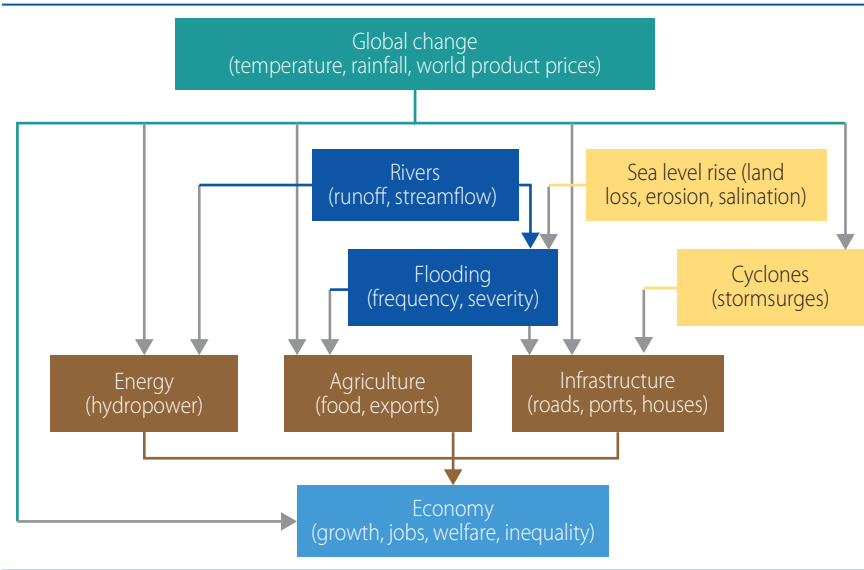 Global change
(temperature, rainfall, world product prices)
Rivers
(runoff, streamflow)
Sea level rise (land
loss, erosion, salination)
Flooding
(frequency, severity)
Cyclones
(stormsurges)
Energy
(hydropower)
Agriculture
(food, exports)
Infrastructure
(roads, ports, houses)
Economy
(growth, jobs, welfare, inequality)